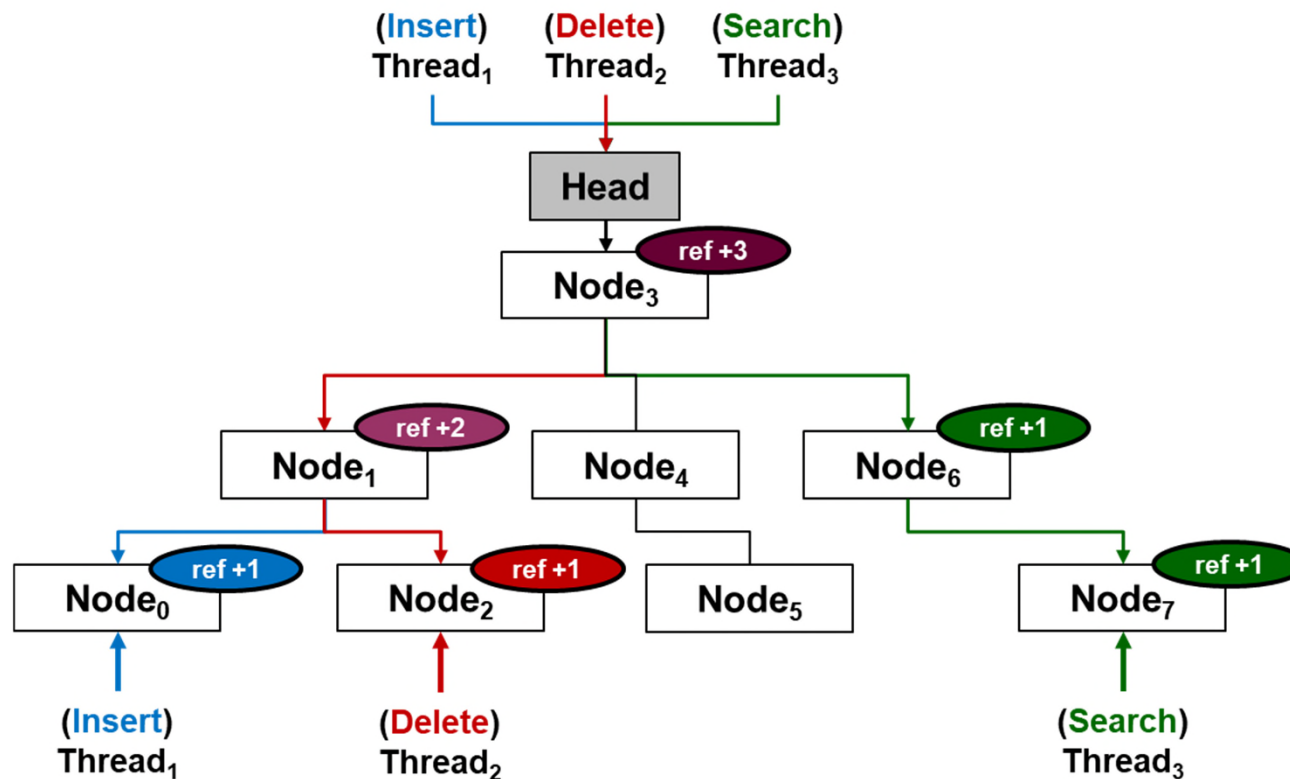 (Insert) (Delete) (Search)
Thread₁ Thread₂ Thread₃
Head
ref +3
Node₃
ref +2
ref +1
Node₁ Node₄ Node₆
ref +1 ref +1 ref +1
Node₀ Node₂ Node₅ Node₇
(Insert) (Delete) (Search)
Thread₁ Thread₂ Thread₃